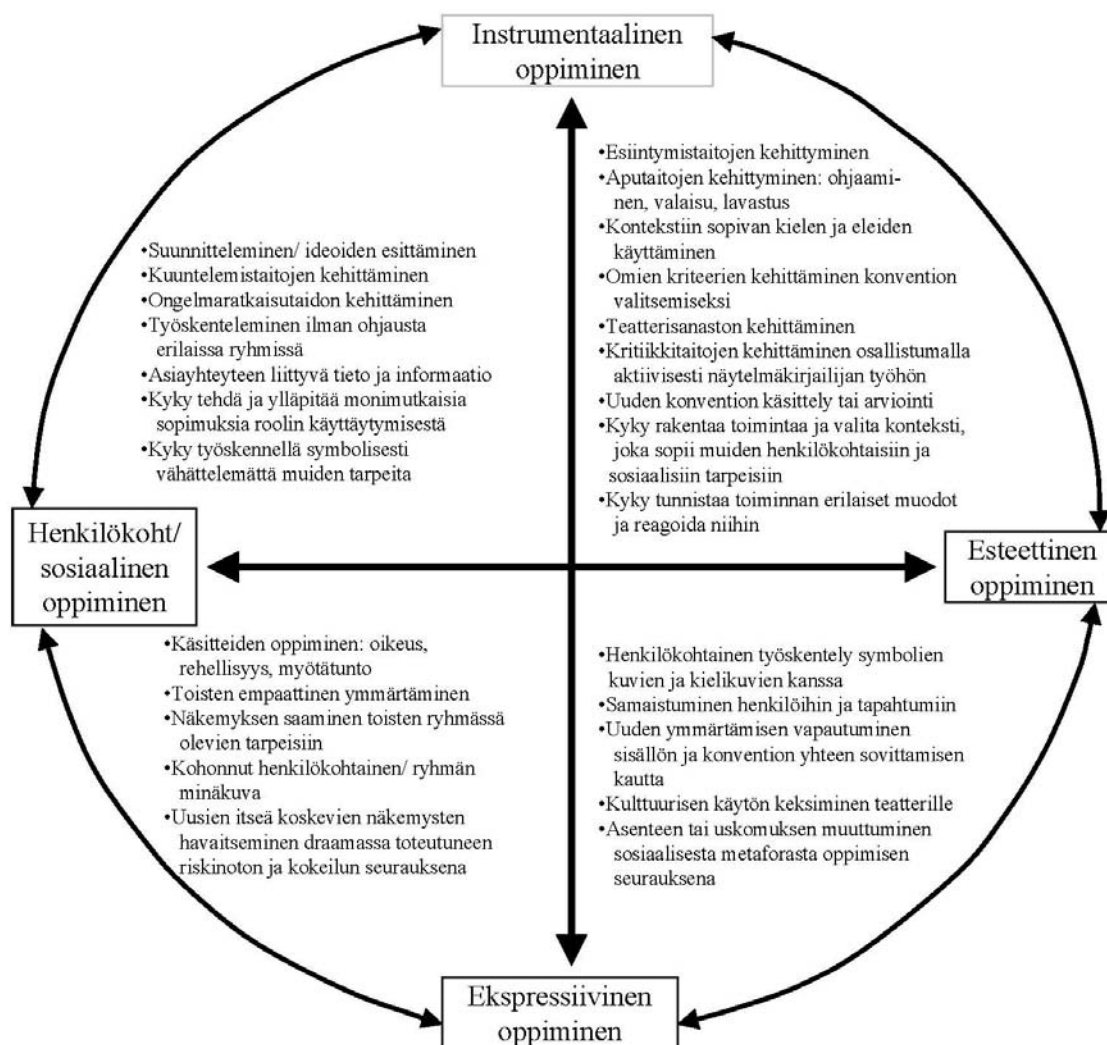 Instrumentaalinen
oppiminen
•Suunnitteleminen/ ideoiden esittäminen
•Kuuntelemistaitojen kehittäminen
•Ongelmaratkaisutaidon kehittäminen
•Työskenteleminen ilman ohjausta
erilaissa ryhmissä
•Asiayhteyteen liittyvä tieto ja informaatio
•Kyky tehdä ja ylläpitää monimutkaisia
sopimuksia roolin käyttäytymisestä
•Kyky työskennellä symbolisesti
vähättelemättä muiden tarpeita
•Esiintymistaitojen kehittyminen
•Aputaitojen kehittyminen: ohjaami-
nen, valaisu, lavastus
•Kontekstiin sopivan kielen ja eleiden
käyttäminen
•Omien kriteerien kehittäminen konvention
valitsemiseksi
•Teatterisanaston kehittäminen
•Kritiikkitaitojen kehittäminen osallistumalla
aktiivisesti näytelmäkirjailijan työhön
•Uuden konvention käsittely tai arviointi
•Kyky rakentaa toimintaa ja valita konteksti,
joka sopii muiden henkilökohtaisiin ja
sosiaalisiin tarpeisiin
•Kyky tunnistaa toiminnan erilaiset muodot
ja reagoida niihin
Henkilökoht/
sosiaalinen
oppiminen
Esteettinen
oppiminen
•Käsitteiden oppiminen: oikeus,
rehellisyys, myötätunto
•Toisten empaattinen ymmärtäminen
•Näkemyksen saaminen toisten ryhmässä
olevien tarpeisiin
•Kohonnut henkilökohtainen/ ryhmän
minäkuva
•Uusien itseä koskevien näkemysten
havaitseminen draamassa toteutuneen
riskinoton ja kokeilun seurauksena
•Henkilökohtainen työskentely symbolien
kuvien ja kielikuvien kanssa
•Samaistuminen henkilöihin ja tapahtumiin
•Uuden ymmärtämisen vapautuminen
sisällön ja konvention yhteen sovittamisen
kautta
•Kulttuurisen käytön keksiminen teatterille
•Asenteen tai uskomuksen muuttuminen
sosiaalisesta metaforasta oppimisen
seurauksena
Ekspressiivinen
oppiminen